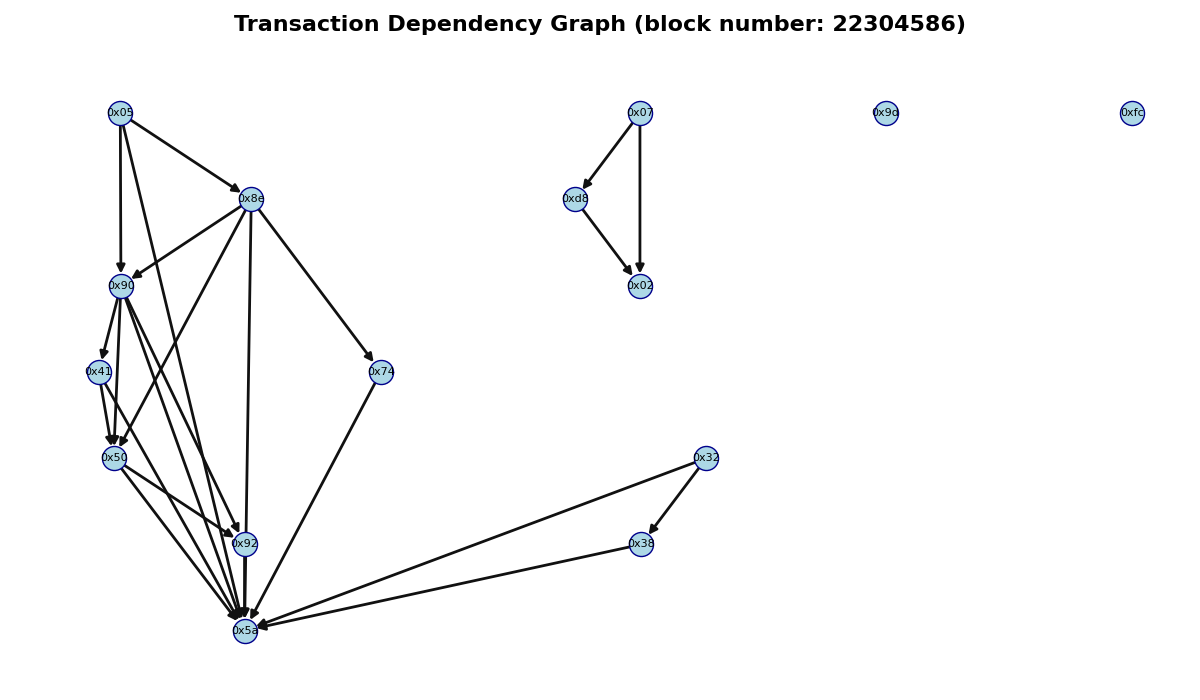 Transaction Dependency Graph (block number: 22304586)
0x05
0x07
0x9d
0xfc
0x8e
0xd8
0x90
0x02
0x41
0x74
0x50
0x32
0x92
0x38
0x5a